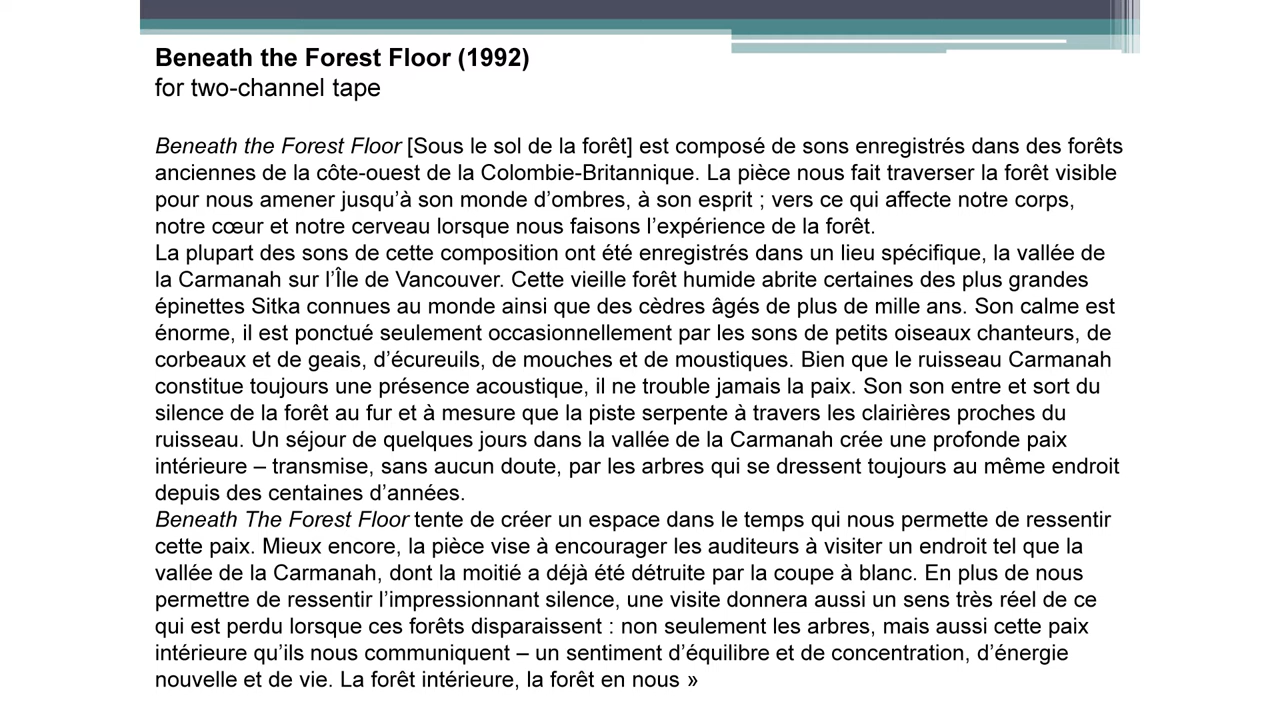 Beneath the Forest Floor (1992)
for two-channel tape
Beneath the Forest Floor [Sous le sol de la forêt] est composé de sons enregistrés dans des forêts
anciennes de la côte-ouest de la Colombie-Britannique. La pièce nous fait traverser la forêt visible
pour nous amener jusqu’à son monde d’ombres, à son esprit ; vers ce qui affecte notre corps,
notre cœur et notre cerveau lorsque nous faisons l’expérience de la forêt.
La plupart des sons de cette composition ont été enregistrés dans un lieu spécifique, la vallée de
la Carmanah sur l’Île de Vancouver. Cette vieille forêt humide abrite certaines des plus grandes
épinettes Sitka connues au monde ainsi que des cèdres âgés de plus de mille ans. Son calme est
énorme, il est ponctué seulement occasionnellement par les sons de petits oiseaux chanteurs, de
corbeaux et de geais, d’écureuils, de mouches et de moustiques. Bien que le ruisseau Carmanah
constitue toujours une présence acoustique, il ne trouble jamais la paix. Son son entre et sort du
silence de la forêt au fur et à mesure que la piste serpente à travers les clairières proches du
ruisseau. Un séjour de quelques jours dans la vallée de la Carmanah crée une profonde paix
intérieure – transmise, sans aucun doute, par les arbres qui se dressent toujours au même endroit
depuis des centaines d’années.
Beneath The Forest Floor tente de créer un espace dans le temps qui nous permette de ressentir
cette paix. Mieux encore, la pièce vise à encourager les auditeurs à visiter un endroit tel que la
vallée de la Carmanah, dont la moitié a déjà été détruite par la coupe à blanc. En plus de nous
permettre de ressentir l’impressionnant silence, une visite donnera aussi un sens très réel de ce
qui est perdu lorsque ces forêts disparaissent : non seulement les arbres, mais aussi cette paix
intérieure qu’ils nous communiquent – un sentiment d’équilibre et de concentration, d’énergie
nouvelle et de vie. La forêt intérieure, la forêt en nous »